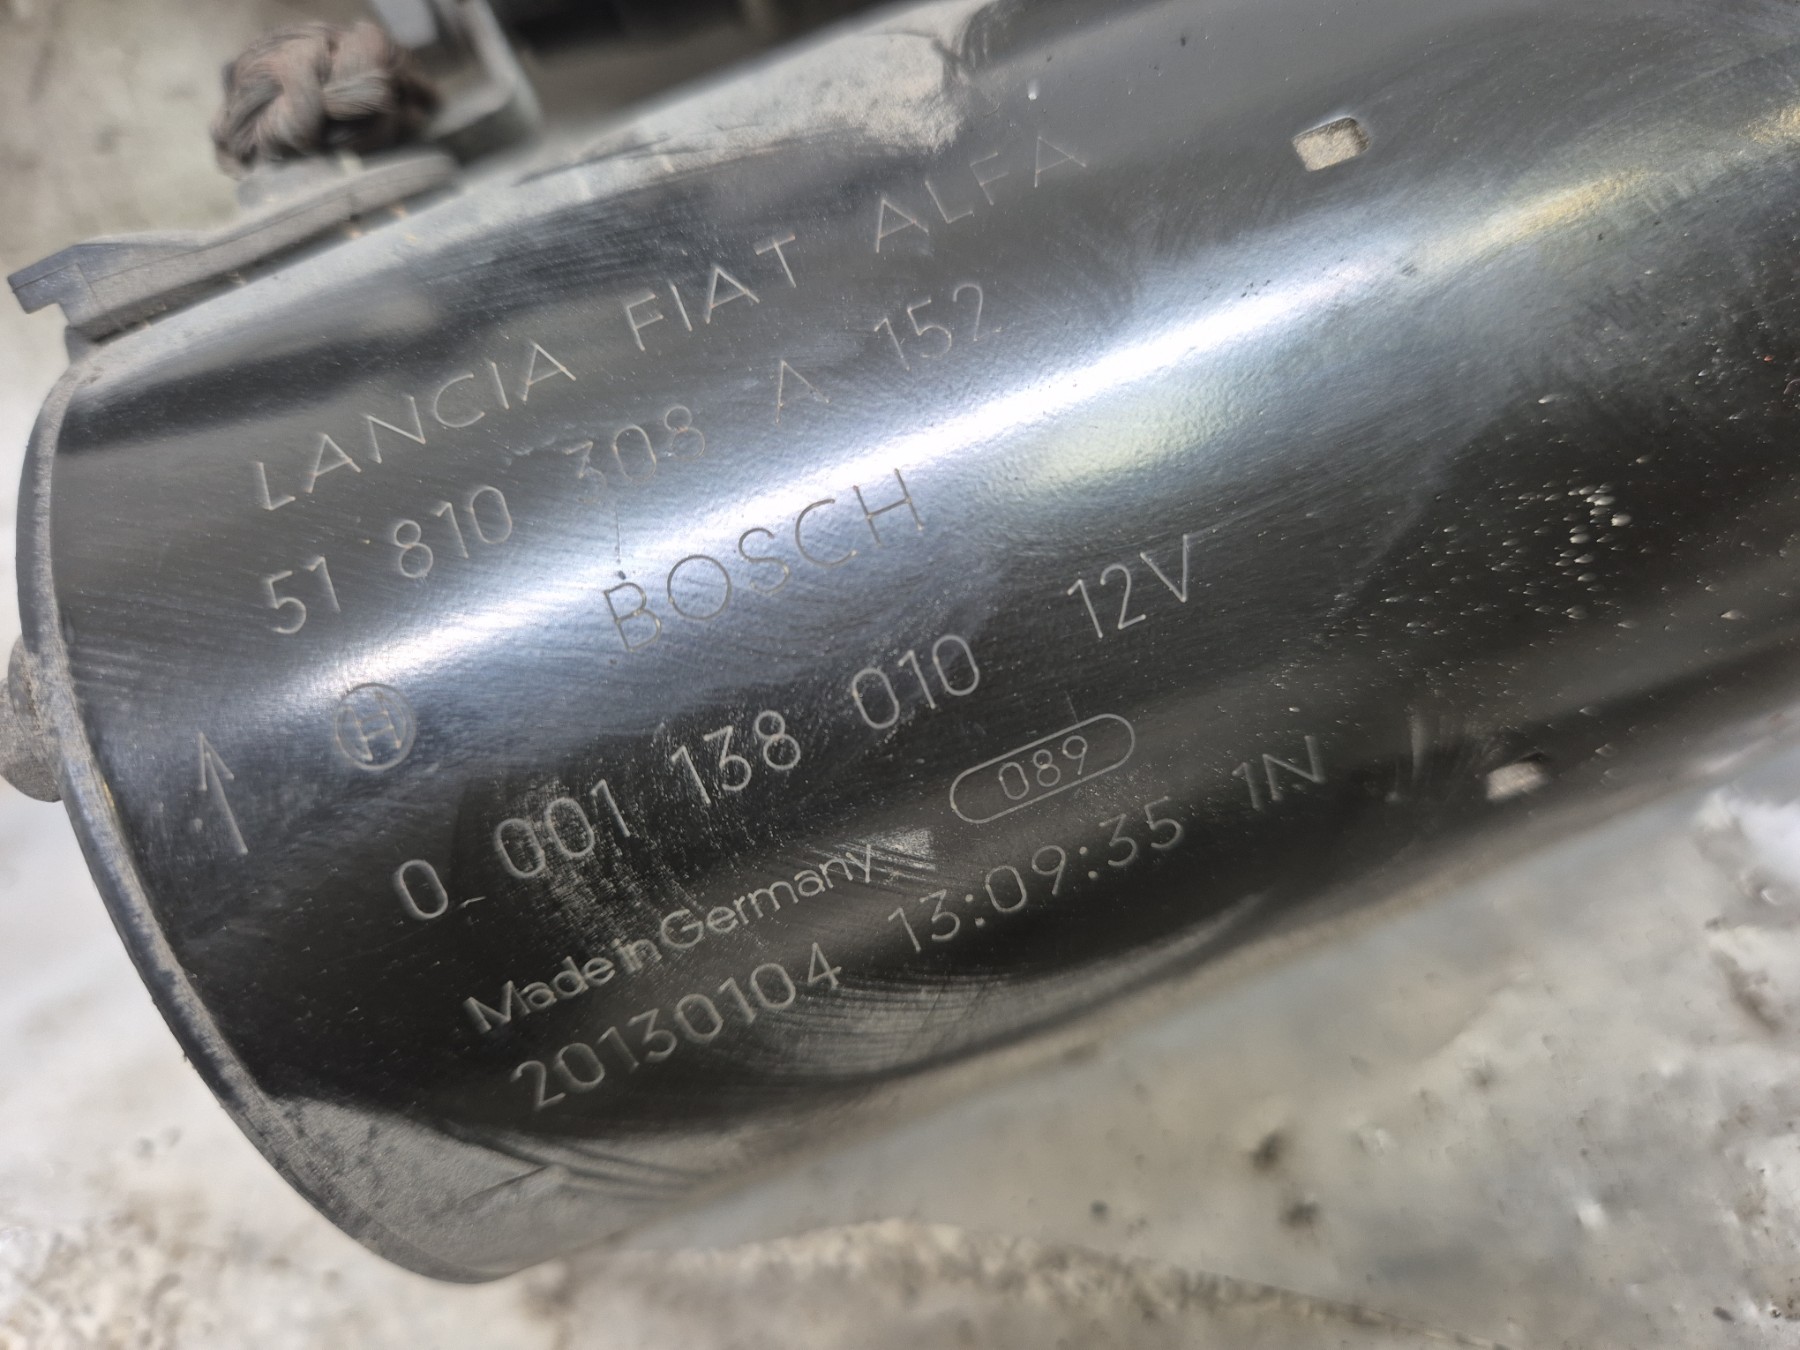 LANCIA FIAT ALFA
51 810 308 A 152
BOSCH
H
0 001 138 010 12V
089
Made in Germany
20130104 13:09:35 1N